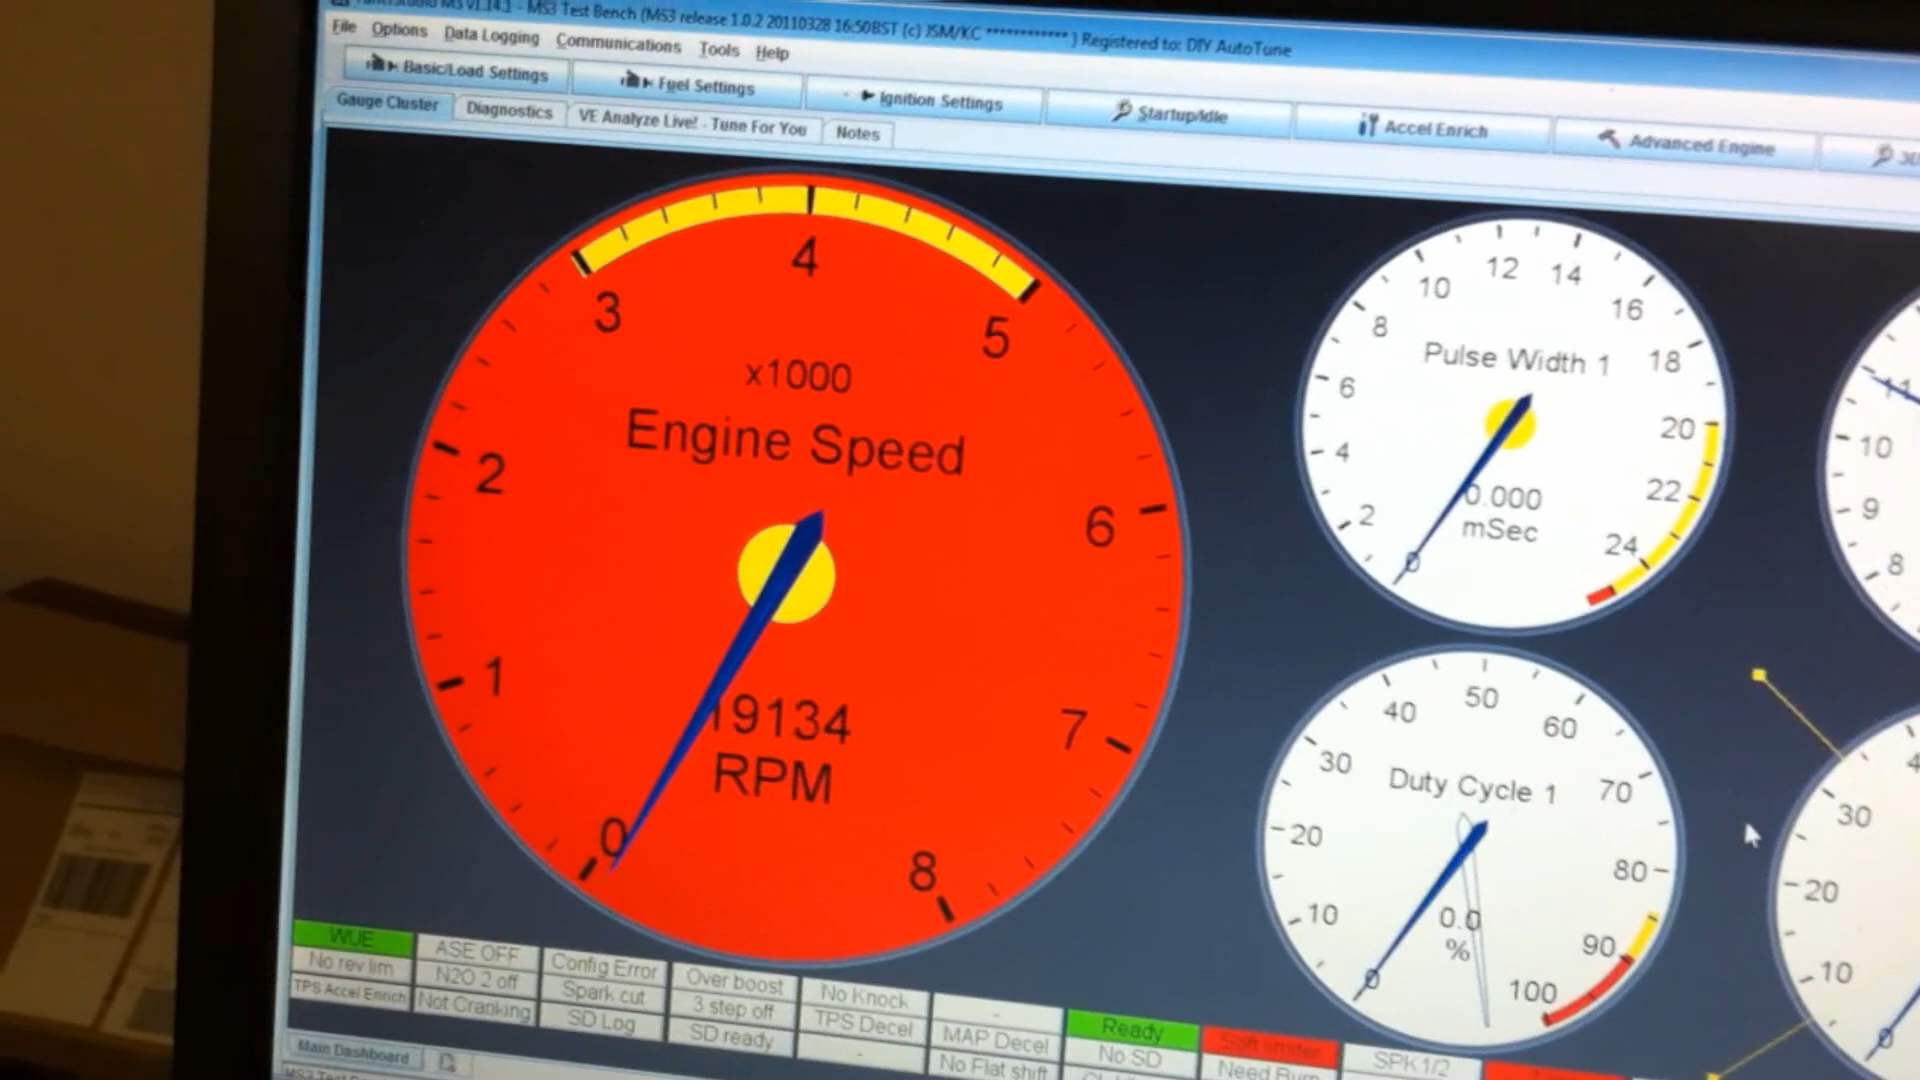 MS3 Test Bench (MS3 release 1.0.2 20110328 16:50BST (c) JSM/KC ************ ) Registered to: DIY AutoTune
File Options Data Logging Communications Tools Help
Basic/Load Settings Fuel Settings Ignition Settings Startup/Idle Accel Enrich Advanced Engine
Gauge Cluster Diagnostics VE Analyze Live! - Tune For You Notes
0 1 2 3 4 5 6 7 8
x1000
Engine Speed
19134
RPM
0 2 4 6 8 10 12 14 16 18 20 22 24
Pulse Width 1
0.000
mSec
8 9 10 11
0 10 20 30 40 50 60 70 80 90 100
Duty Cycle 1
0.0
%
0 10 20 30
WUE ASE OFF Config Error Over boost No Knock - Ready Soft limiter
No rev lim N2O 2 off Spark cut 3 step off TPS Decel MAP Decel No SD Need Burn SPK 1/2
TPS Accel Enrich Not Cranking SD Log SD ready - No Flat shift
Main Dashboard